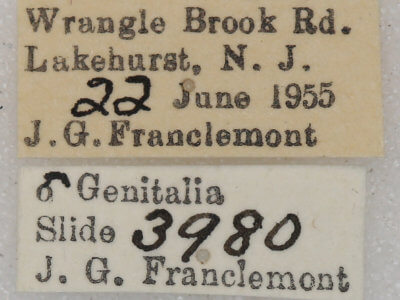 Wrangle Brook Rd.
Lakehurst, N. J.
22 June 1955
J.G. Franclemont
♂ Genitalia
Slide 3980
J. G. Franclemont